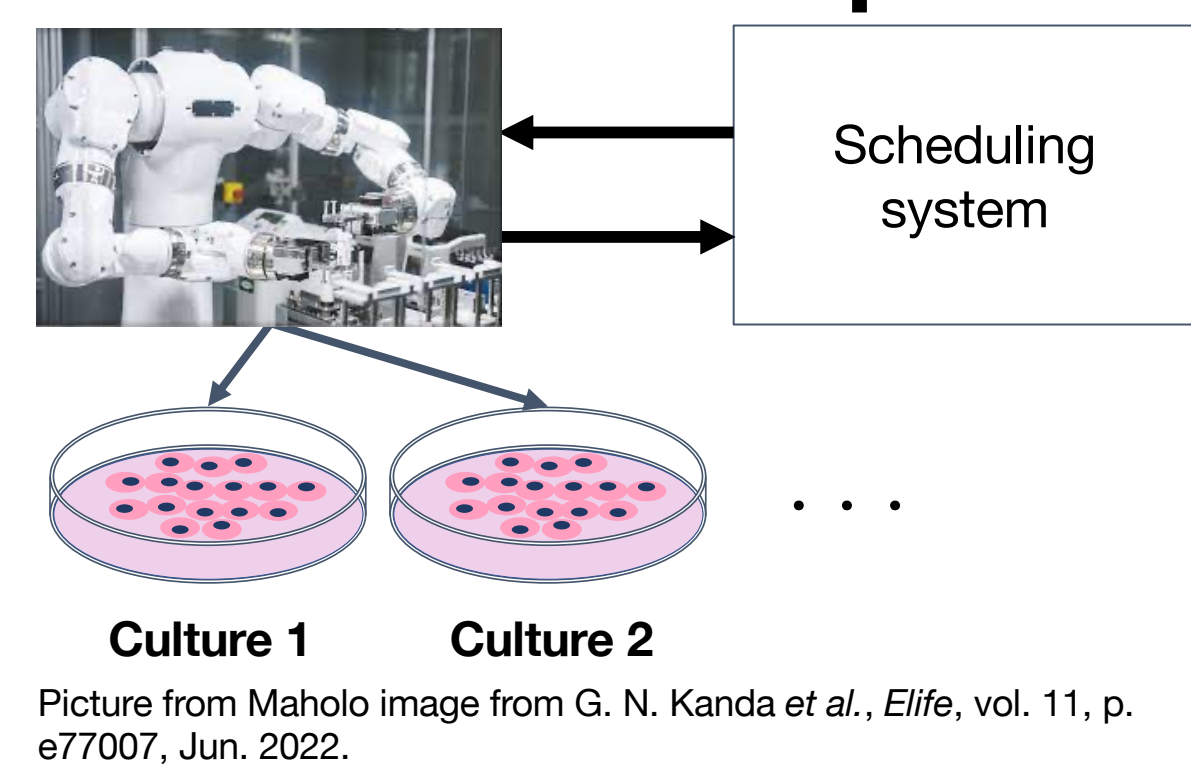 Scheduling
system
. . .
Culture 1
Culture 2
Picture from Maholo image from G. N. Kanda et al., Elife, vol. 11, p.
e77007, Jun. 2022.